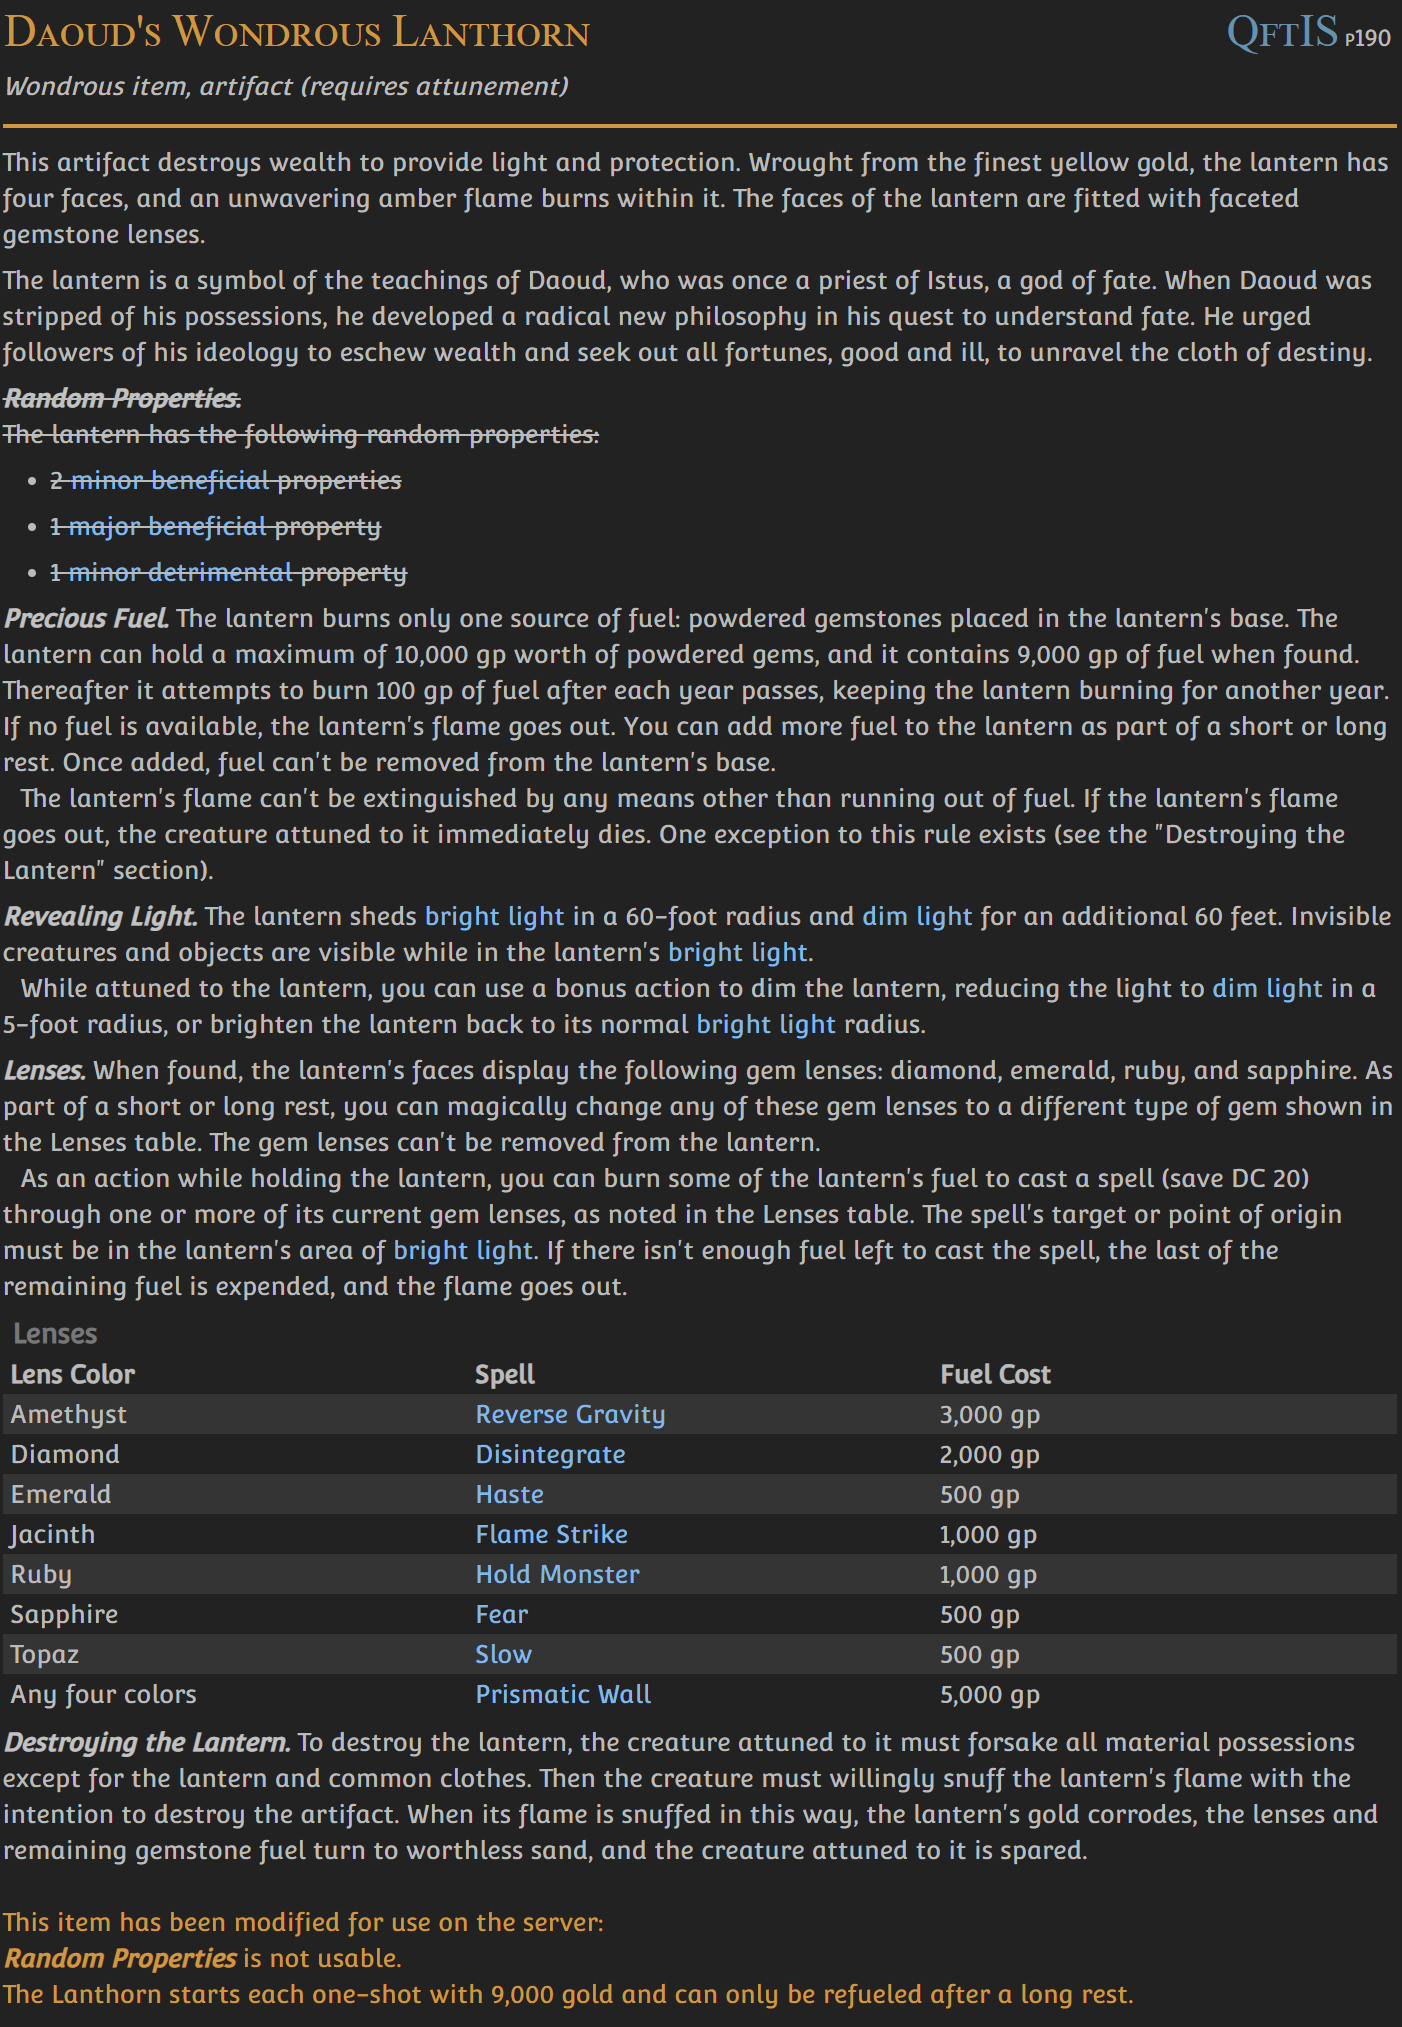 Daoud's Wondrous Lanthorn QftIS p190
Wondrous item, artifact (requires attunement)
This artifact destroys wealth to provide light and protection. Wrought from the finest yellow gold, the lantern has
four faces, and an unwavering amber flame burns within it. The faces of the lantern are fitted with faceted
gemstone lenses.
The lantern is a symbol of the teachings of Daoud, who was once a priest of Istus, a god of fate. When Daoud was
stripped of his possessions, he developed a radical new philosophy in his quest to understand fate. He urged
followers of his ideology to eschew wealth and seek out all fortunes, good and ill, to unravel the cloth of destiny.
Random Properties.
The lantern has the following random properties:
• 2 minor beneficial properties
• 1 major beneficial property
• 1 minor detrimental property
Precious Fuel. The lantern burns only one source of fuel: powdered gemstones placed in the lantern's base. The
lantern can hold a maximum of 10,000 gp worth of powdered gems, and it contains 9,000 gp of fuel when found.
Thereafter it attempts to burn 100 gp of fuel after each year passes, keeping the lantern burning for another year.
If no fuel is available, the lantern's flame goes out. You can add more fuel to the lantern as part of a short or long
rest. Once added, fuel can't be removed from the lantern's base.
The lantern's flame can't be extinguished by any means other than running out of fuel. If the lantern's flame
goes out, the creature attuned to it immediately dies. One exception to this rule exists (see the "Destroying the
Lantern" section).
Revealing Light. The lantern sheds bright light in a 60-foot radius and dim light for an additional 60 feet. Invisible
creatures and objects are visible while in the lantern's bright light.
While attuned to the lantern, you can use a bonus action to dim the lantern, reducing the light to dim light in a
5-foot radius, or brighten the lantern back to its normal bright light radius.
Lenses. When found, the lantern's faces display the following gem lenses: diamond, emerald, ruby, and sapphire. As
part of a short or long rest, you can magically change any of these gem lenses to a different type of gem shown in
the Lenses table. The gem lenses can't be removed from the lantern.
As an action while holding the lantern, you can burn some of the lantern's fuel to cast a spell (save DC 20)
through one or more of its current gem lenses, as noted in the Lenses table. The spell's target or point of origin
must be in the lantern's area of bright light. If there isn't enough fuel left to cast the spell, the last of the
remaining fuel is expended, and the flame goes out.
Lenses
Lens Color Spell Fuel Cost
Amethyst Reverse Gravity 3,000 gp
Diamond Disintegrate 2,000 gp
Emerald Haste 500 gp
Jacinth Flame Strike 1,000 gp
Ruby Hold Monster 1,000 gp
Sapphire Fear 500 gp
Topaz Slow 500 gp
Any four colors Prismatic Wall 5,000 gp
Destroying the Lantern. To destroy the lantern, the creature attuned to it must forsake all material possessions
except for the lantern and common clothes. Then the creature must willingly snuff the lantern's flame with the
intention to destroy the artifact. When its flame is snuffed in this way, the lantern's gold corrodes, the lenses and
remaining gemstone fuel turn to worthless sand, and the creature attuned to it is spared.
This item has been modified for use on the server:
Random Properties is not usable.
The Lanthorn starts each one-shot with 9,000 gold and can only be refueled after a long rest.